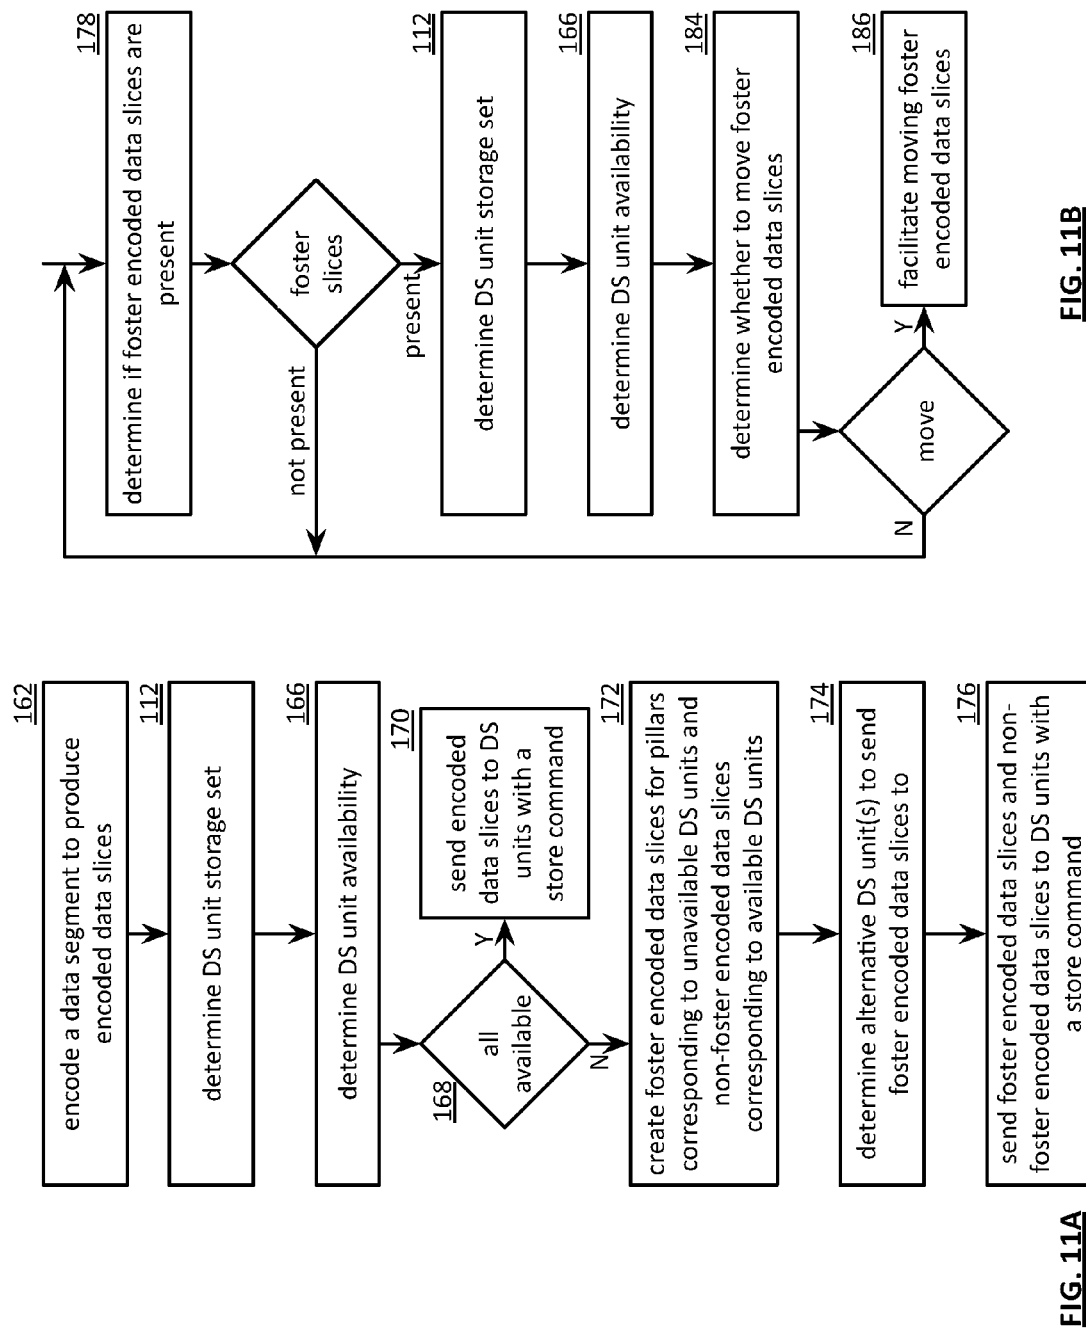 162
encode a data segment to produce
encoded data slices
112
determine DS unit storage set
166
determine DS unit availability
168
all
available
Y
N
170
send encoded
data slices to DS
units with a
store command
172
create foster encoded data slices for pillars
corresponding to unavailable DS units and
non-foster encoded data slices
corresponding to available DS units
174
determine alternative DS unit(s) to send
foster encoded data slices to
176
send foster encoded data slices and non-
foster encoded data slices to DS units with
a store command
FIG. 11A
178
determine if foster encoded data slices are
present
foster
slices
not present
present
112
determine DS unit storage set
166
determine DS unit availability
184
determine whether to move foster
encoded data slices
move
N
Y
186
facilitate moving foster
encoded data slices
FIG. 11B